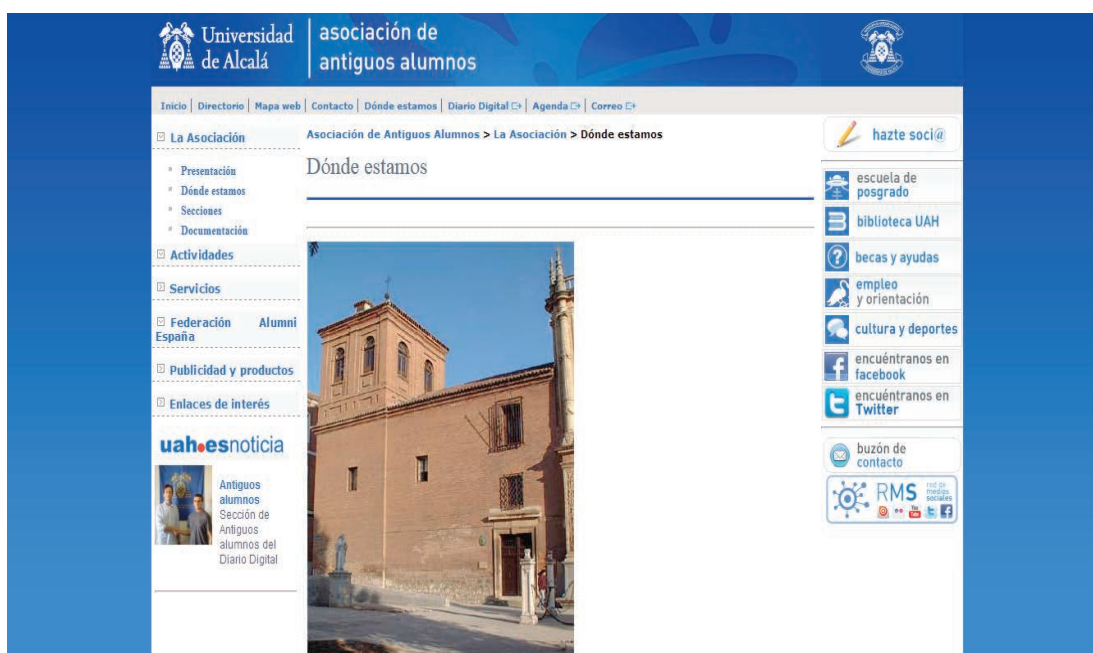 Universidad
de Alcalá
asociación de
antiguos alumnos
Inicio | Directorio | Mapa web | Contacto | Dónde estamos | Diario Digital | Agenda | Correo
La Asociación
Presentación
Dónde estamos
Secciones
Documentación
Actividades
Servicios
Federación Alumni
España
Publicidad y productos
Enlaces de interés
uah.esnoticia
Antiguos
alumnos
Sección de
Antiguos
alumnos del
Diario Digital
Asociación de Antiguos Alumnos > La Asociación > Dónde estamos
Dónde estamos
hazte soci@
escuela de
posgrado
biblioteca UAH
becas y ayudas
empleo
y orientación
cultura y deportes
encuéntranos en
facebook
encuéntranos en
Twitter
buzón de
contacto
RMS
red de
medios
sociales